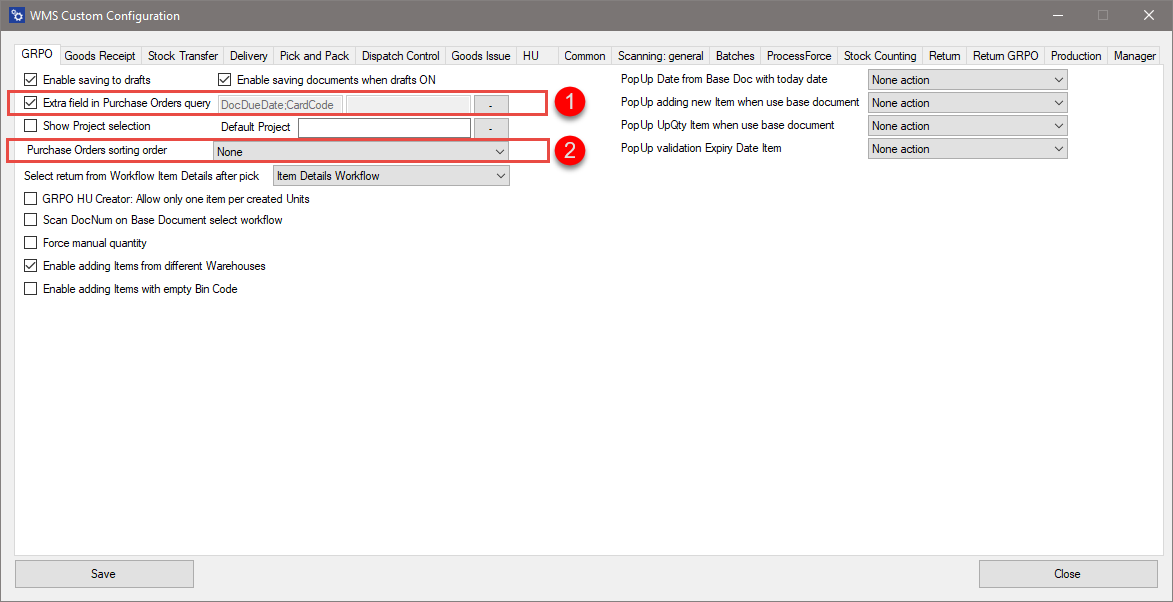 WMS Custom Configuration
GRPO Goods Receipt Stock Transfer Delivery Pick and Pack Dispatch Control Goods Issue HU Common Scanning: general Batches ProcessForce Stock Counting Return Return GRPO Production Manager
Enable saving to drafts Enable saving documents when drafts ON PopUp Date from Base Doc with today date None action
Extra field in Purchase Orders query DocDueDate;CardCode - 1 PopUp adding new Item when use base document None action
Show Project selection Default Project - PopUp UpQty Item when use base document None action
Purchase Orders sorting order None 2 PopUp validation Expiry Date Item None action
Select return from Workflow Item Details after pick Item Details Workflow
GRPO HU Creator: Allow only one item per created Units
Scan DocNum on Base Document select workflow
Force manual quantity
Enable adding Items from different Warehouses
Enable adding Items with empty Bin Code
Save Close